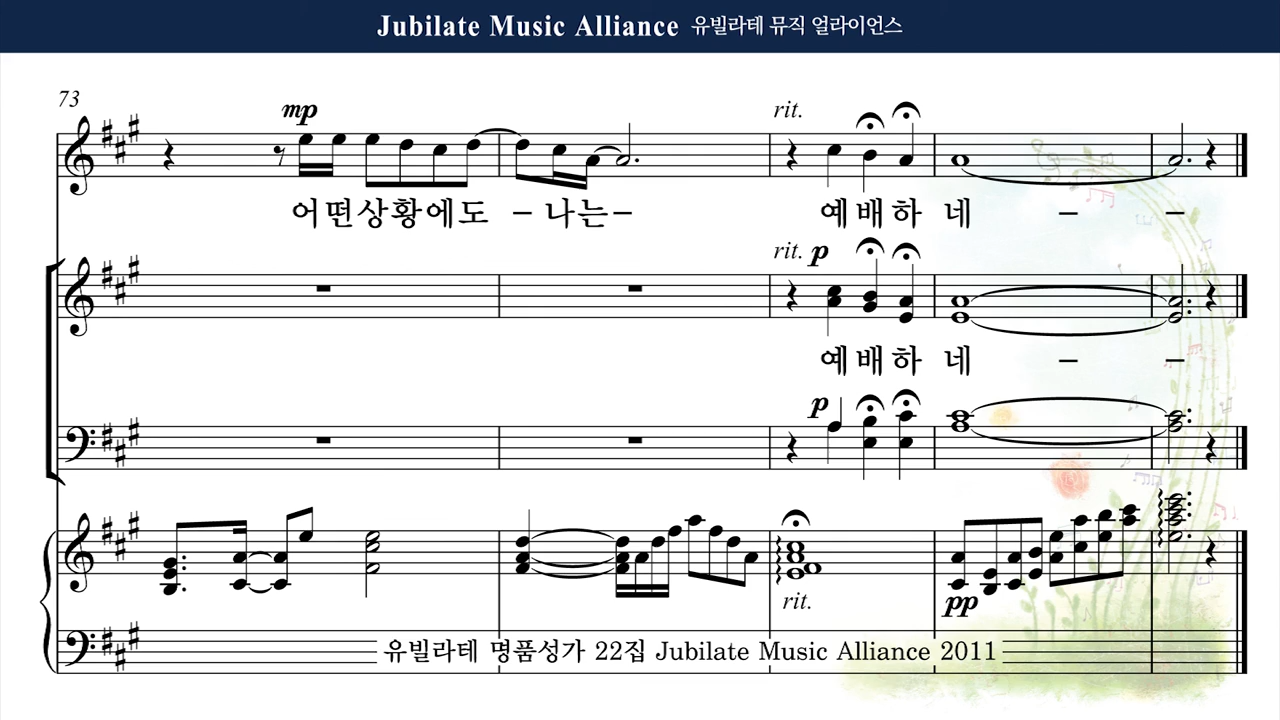 Jubilate Music Alliance 유빌라테 뮤직 얼라이언스
73
mp
rit.
어떤상황에도 – 나는– 예배하 네 – –
rit. p
예배하 네 – –
p
rit.
pp
유빌라테 명품성가 22집 Jubilate Music Alliance 2011